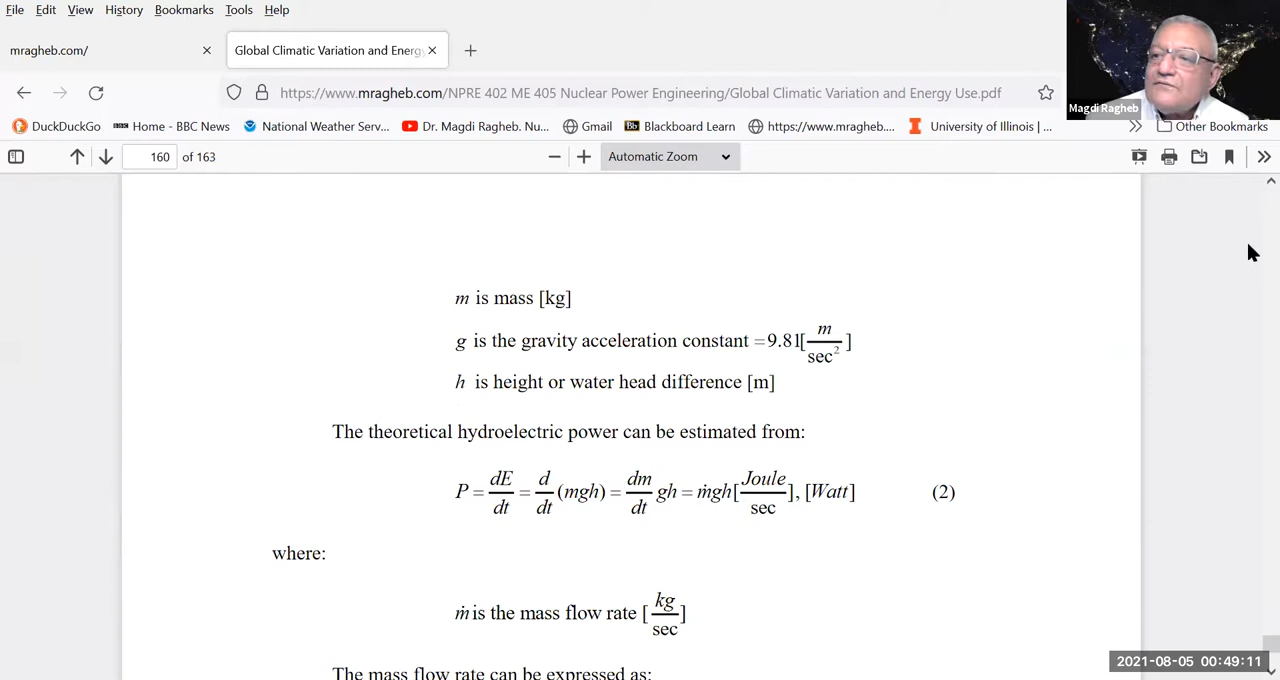 File Edit View History Bookmarks Tools Help
mragheb.com/ × Global Climatic Variation and Energy × +
https://www.mragheb.com/NPRE 402 ME 405 Nuclear Power Engineering/Global Climatic Variation and Energy Use.pdf
DuckDuckGo BBC Home - BBC News National Weather Serv... Dr. Magdi Ragheb. Nu... Gmail Bb Blackboard Learn https://www.mragheb.... I University of Illinois |... Other Bookmarks
Magdi Ragheb
160 of 163 Automatic Zoom
m is mass [kg]
g is the gravity acceleration constant =9.81[m/sec²]
h is height or water head difference [m]
The theoretical hydroelectric power can be estimated from:
P = dE/dt = d/dt (mgh) = dm/dt gh = ṁgh[Joule/sec], [Watt] (2)
where:
ṁ is the mass flow rate [kg/sec]
The mass flow rate can be expressed as:
2021-08-05 00:49:11